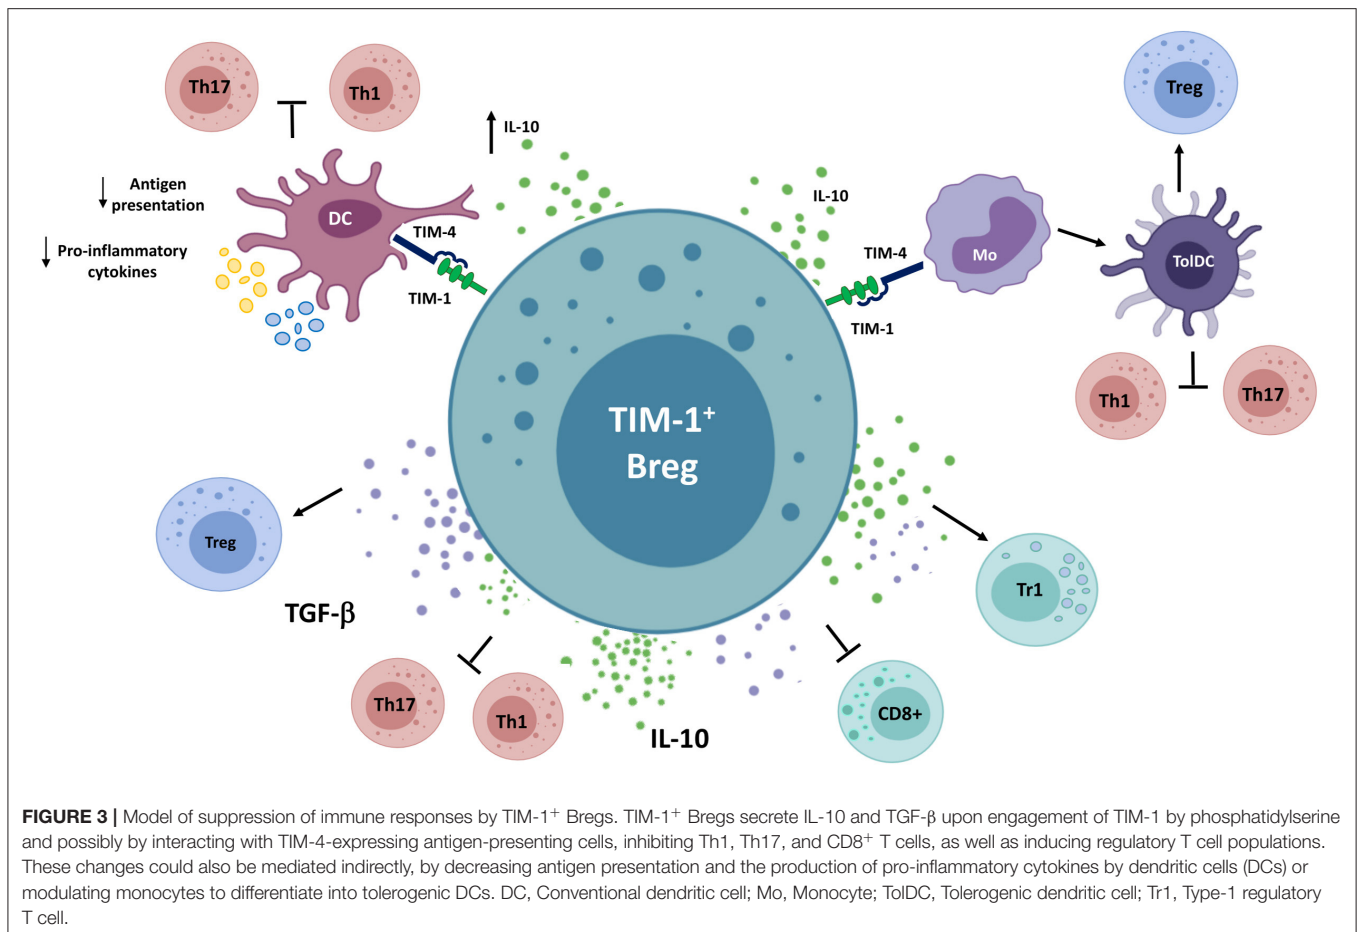 Th17
Th1
Treg
IL-10
Antigen
presentation
IL-10
DC
TIM-4
TIM-4
Mo
TolDC
Pro-inflammatory
cytokines
TIM-1
TIM-1
Th1
Th17
TIM-1⁺
Breg
Treg
Tr1
TGF-β
Th17
Th1
CD8+
IL-10
FIGURE 3 | Model of suppression of immune responses by TIM-1⁺ Bregs. TIM-1⁺ Bregs secrete IL-10 and TGF-β upon engagement of TIM-1 by phosphatidylserine
and possibly by interacting with TIM-4-expressing antigen-presenting cells, inhibiting Th1, Th17, and CD8⁺ T cells, as well as inducing regulatory T cell populations.
These changes could also be mediated indirectly, by decreasing antigen presentation and the production of pro-inflammatory cytokines by dendritic cells (DCs) or
modulating monocytes to differentiate into tolerogenic DCs. DC, Conventional dendritic cell; Mo, Monocyte; TolDC, Tolerogenic dendritic cell; Tr1, Type-1 regulatory
T cell.